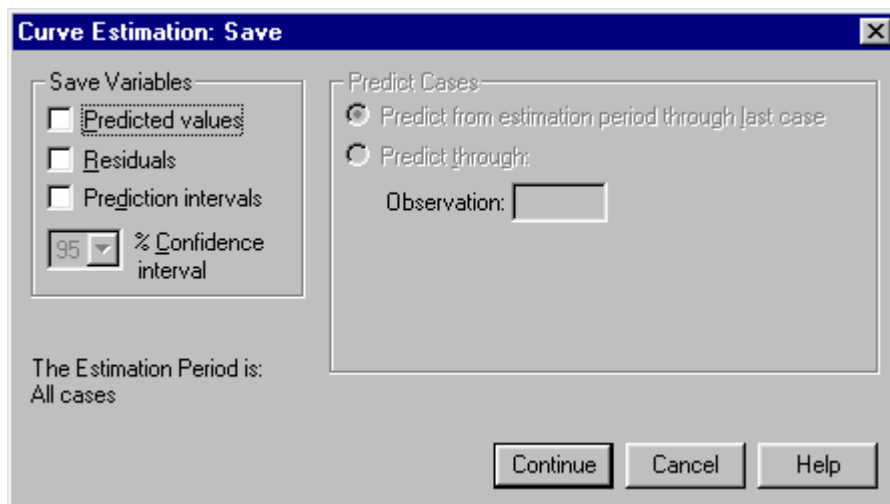 Curve Estimation: Save
Save Variables
Predicted values
Residuals
Prediction intervals
95
% Confidence
interval
Predict Cases
Predict from estimation period through last case
Predict through:
Observation:
The Estimation Period is:
All cases
Continue
Cancel
Help